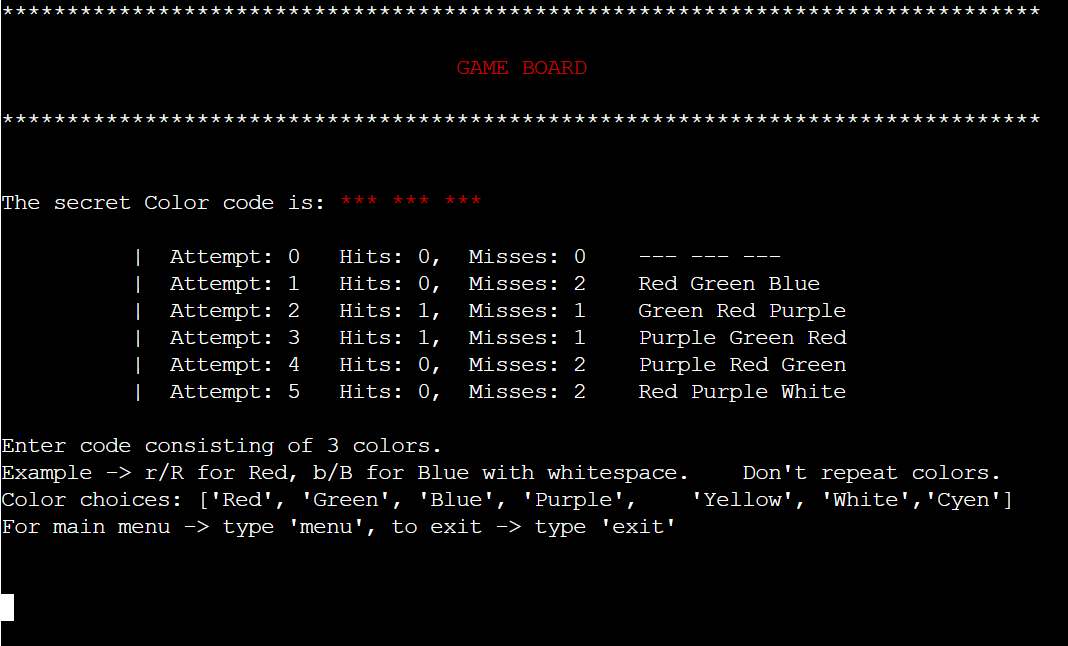 ********************************************************************************
GAME BOARD
********************************************************************************
The secret Color code is: *** *** ***
| Attempt: 0 Hits: 0, Misses: 0 --- --- ---
| Attempt: 1 Hits: 0, Misses: 2 Red Green Blue
| Attempt: 2 Hits: 1, Misses: 1 Green Red Purple
| Attempt: 3 Hits: 1, Misses: 1 Purple Green Red
| Attempt: 4 Hits: 0, Misses: 2 Purple Red Green
| Attempt: 5 Hits: 0, Misses: 2 Red Purple White
Enter code consisting of 3 colors.
Example -> r/R for Red, b/B for Blue with whitespace. Don't repeat colors.
Color choices: ['Red', 'Green', 'Blue', 'Purple', 'Yellow', 'White','Cyen']
For main menu -> type 'menu', to exit -> type 'exit'